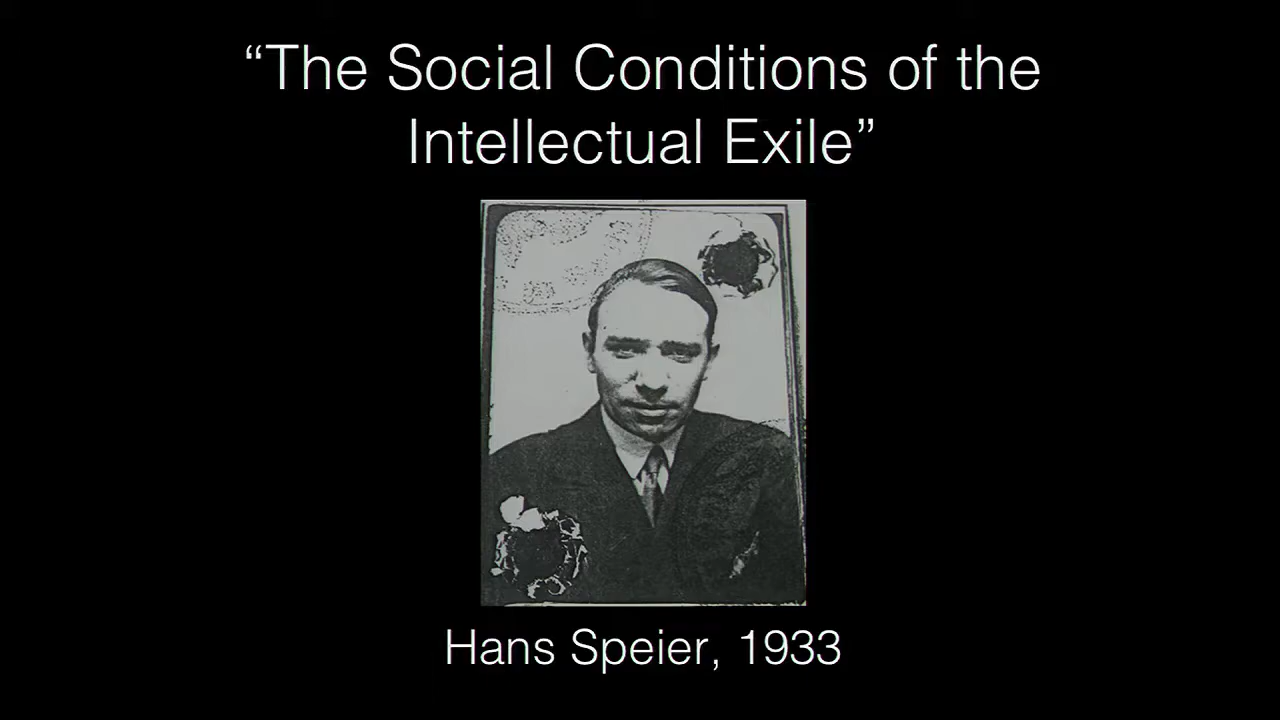 “The Social Conditions of the
Intellectual Exile”
Hans Speier, 1933